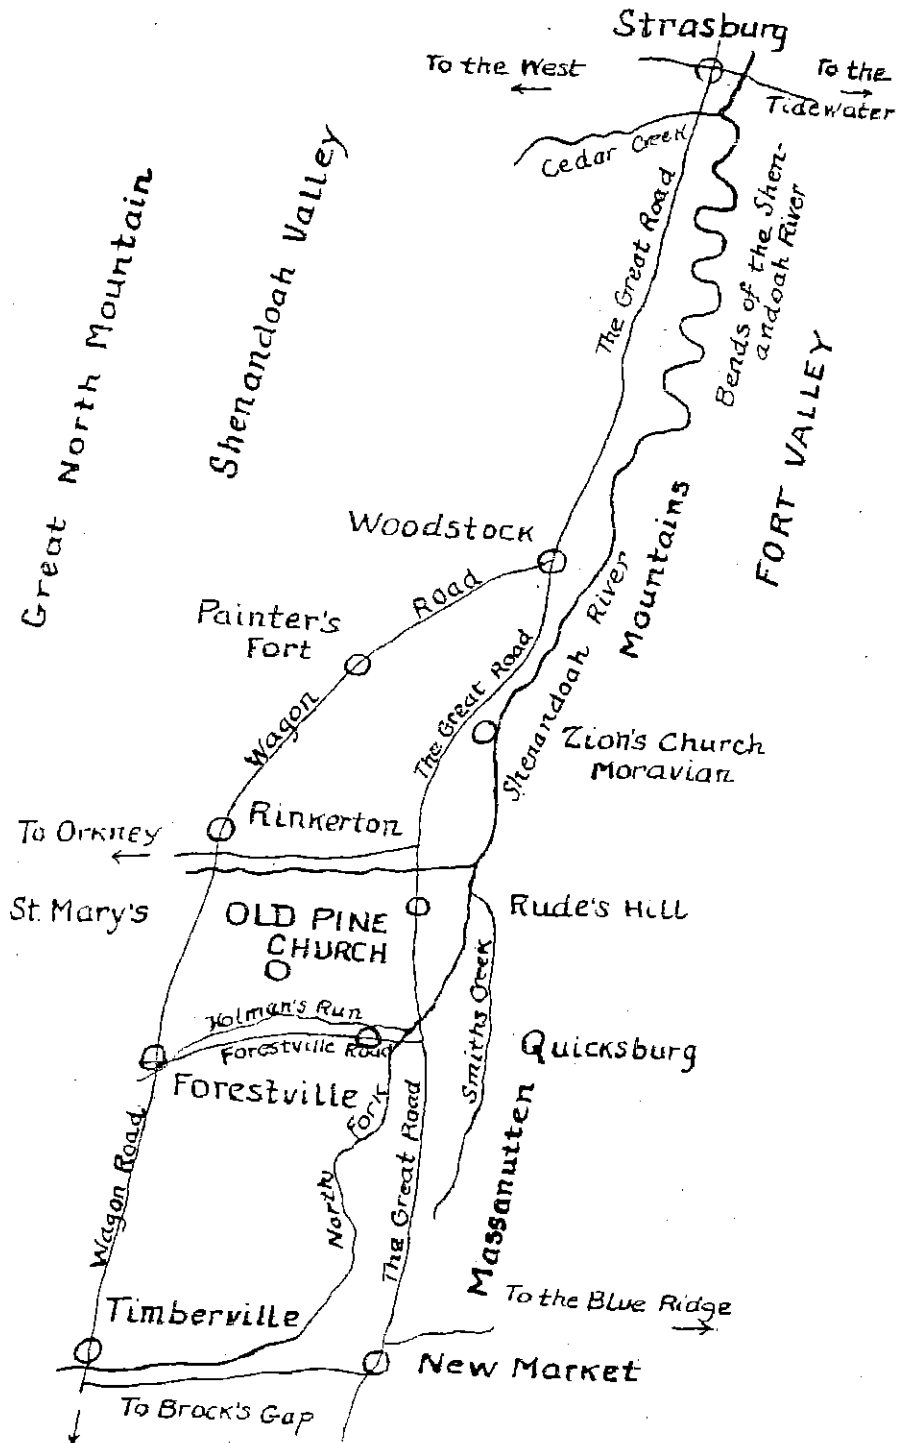 Strasburg
To the West
To the
Tidewater
Cedar Creek
The Great Road
Bends of the Shen-
andoah River
Great North Mountain
Shenandoah Valley
FORT VALLEY
Woodstock
Road
Painter's
Fort
Wagon
The Great Road
Shenandoah River
Mountains
Zion's Church
Moravian
Rinkerton
To Orkney
St. Mary's
OLD PINE
CHURCH
Rude's Hill
Smiths Creek
Holman's Run
Forestville Road
Quicksburg
Forestville
Fork
North
The Great Road
Wagon Road
Massanutten
To the Blue Ridge
Timberville
New Market
To Brock's Gap